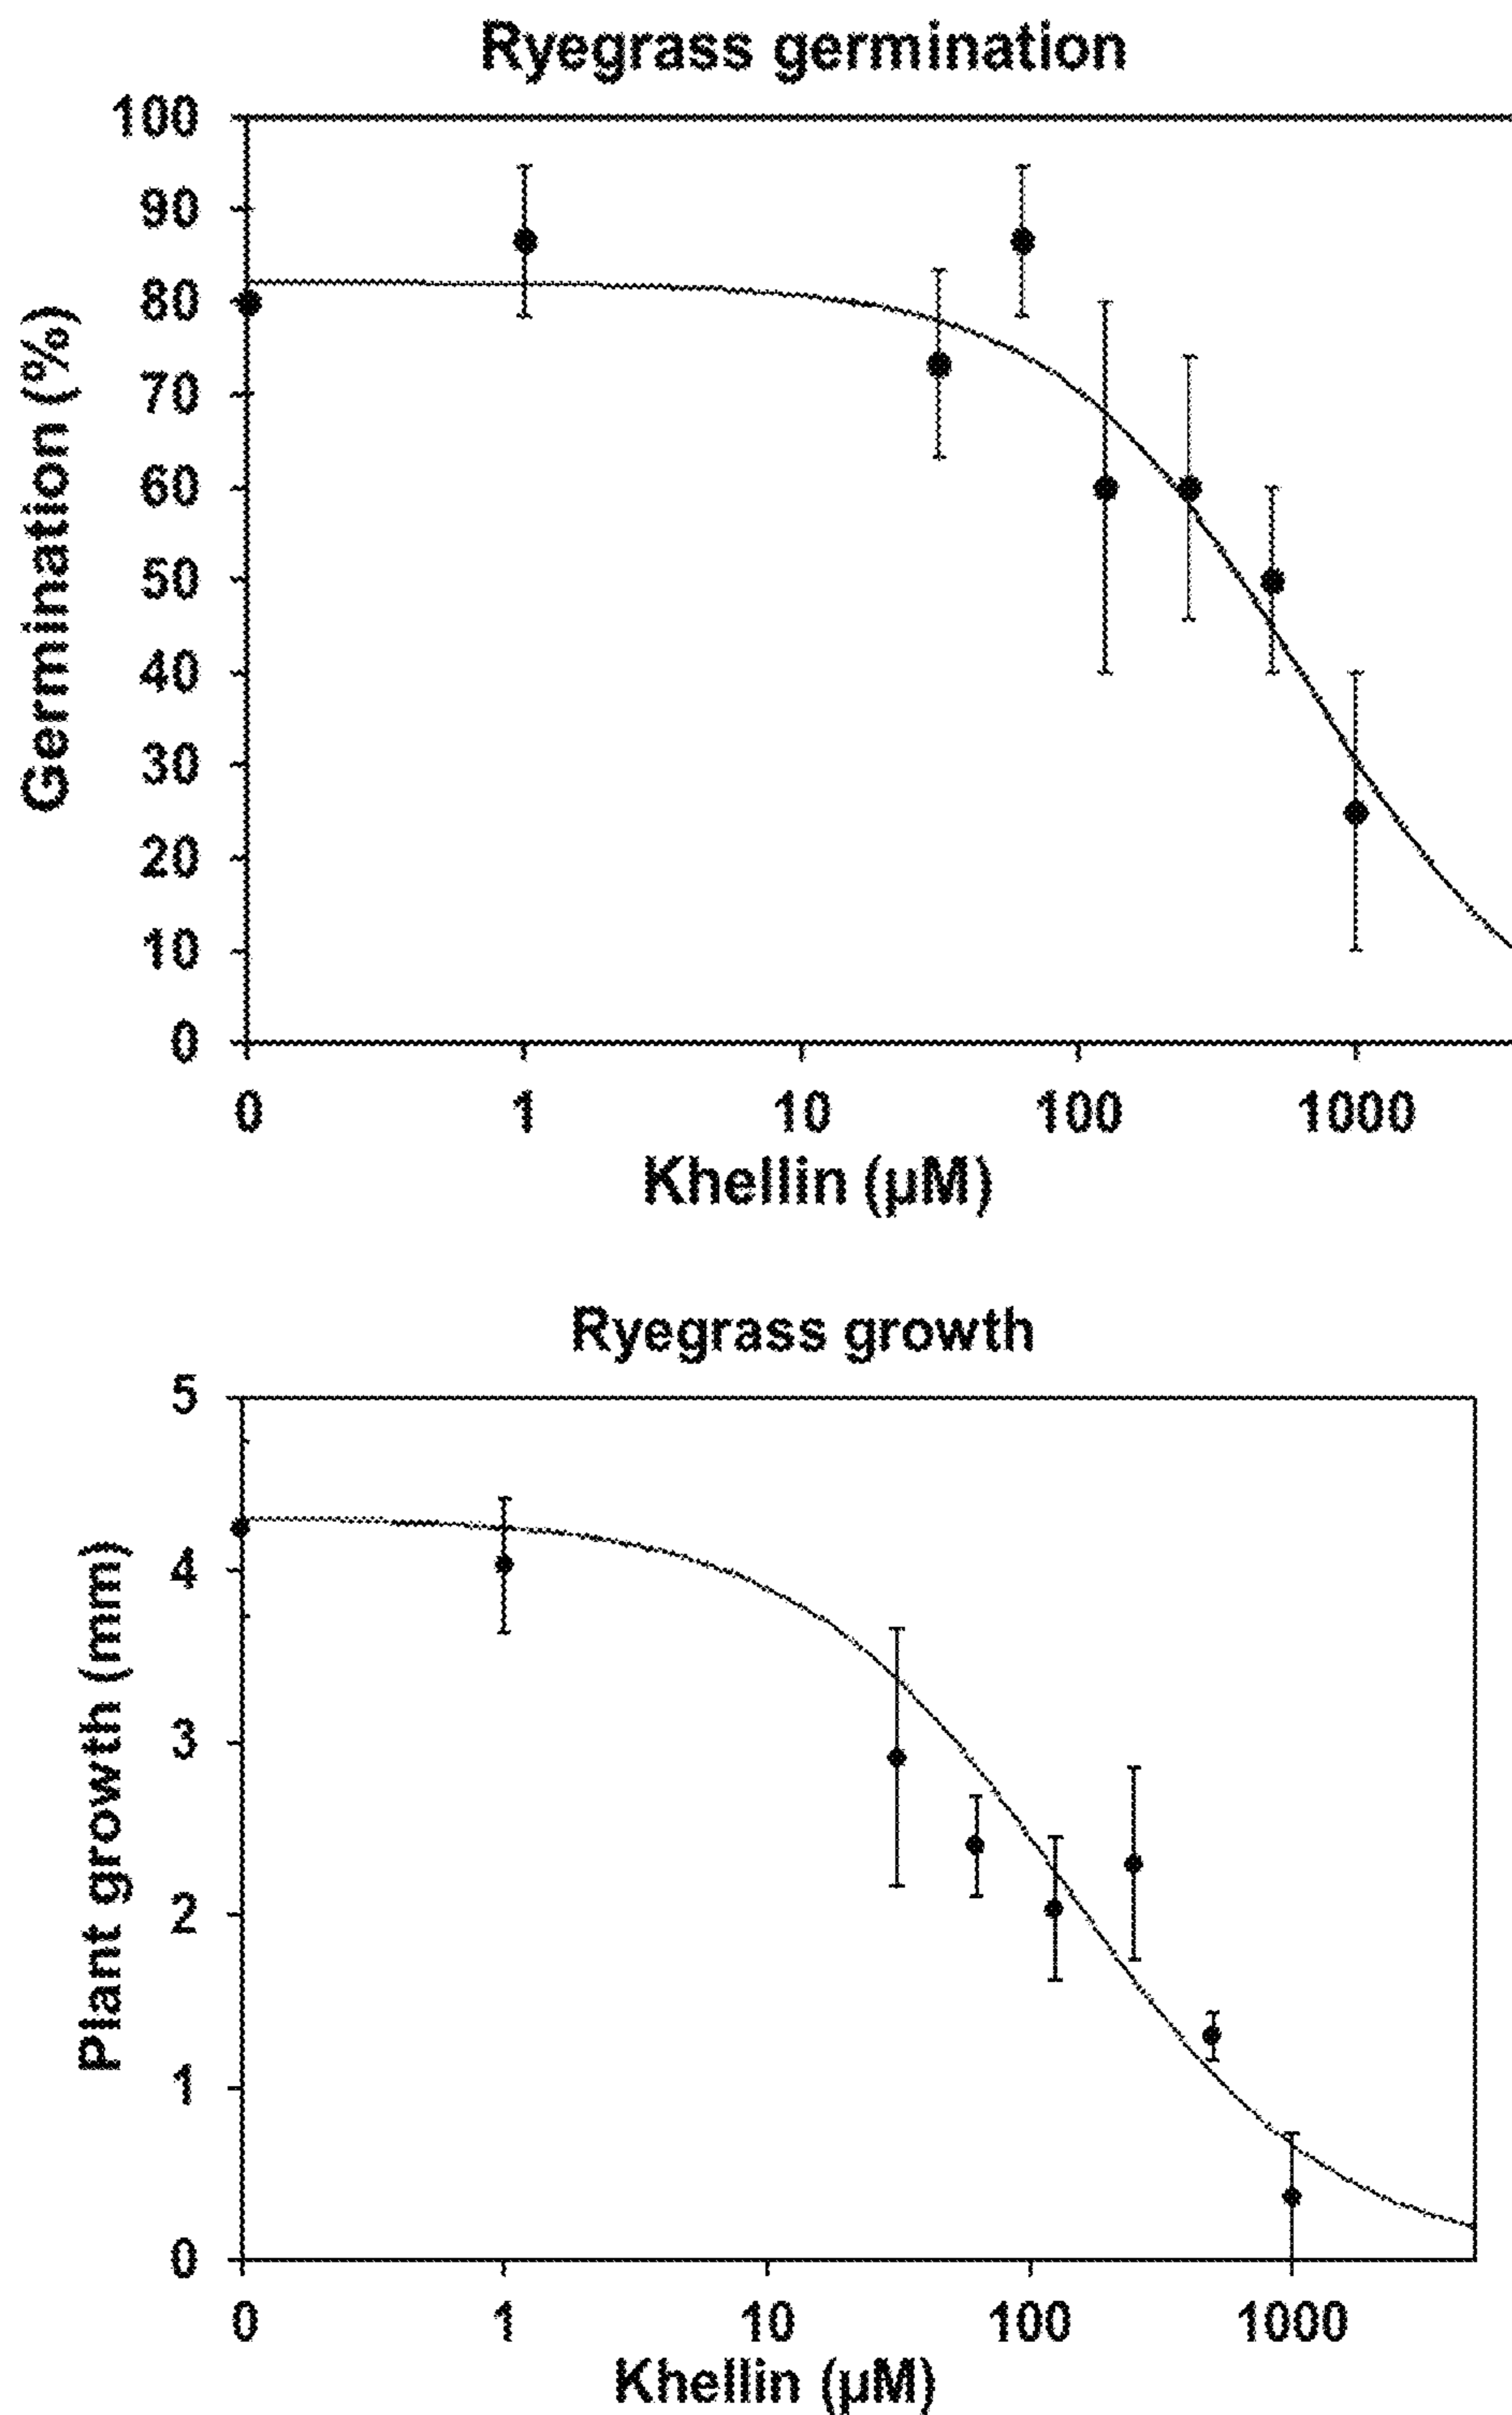 Ryegrass germination
100
90
80
70
60
50
40
30
20
10
0
Germination (%)
0 1 10 100 1000
Khellin (µM)
Ryegrass growth
5
4
3
2
1
0
Plant growth (mm)
0 1 10 100 1000
Khellin (µM)